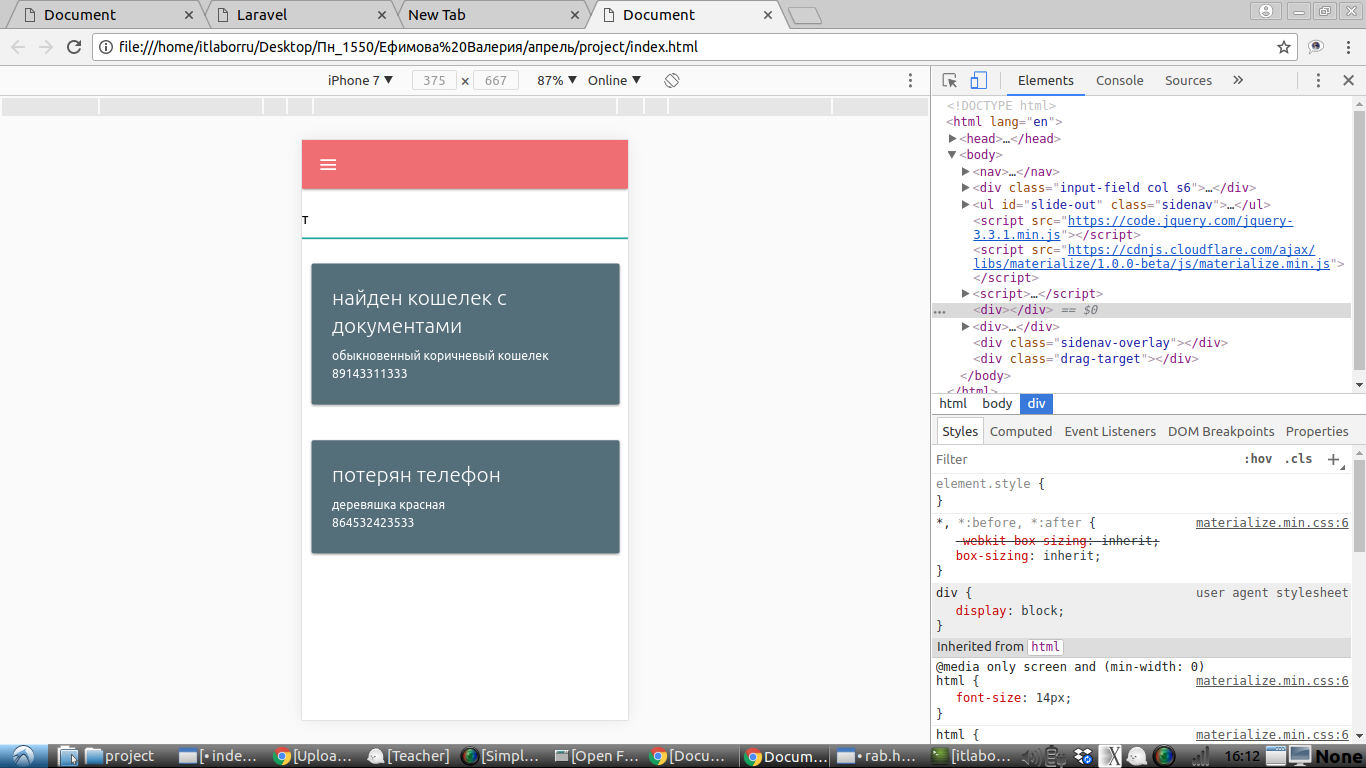 Document
Laravel
New Tab
Document
file:///home/itlaborru/Desktop/Пн_1550/Ефимова%20Валерия/апрель/project/index.html
iPhone 7 ▼ 375 × 667 87% ▼ Online ▼
т
найден кошелек с
документами
обыкновенный коричневый кошелек
89143311333
потерян телефон
деревяшка красная
864532423533
Elements Console Sources »
<!DOCTYPE html>
<html lang="en">
▶<head>…</head>
▼<body>
▶<nav>…</nav>
▶<div class="input-field col s6">…</div>
▶<ul id="slide-out" class="sidenav">…</ul>
<script src="https://code.jquery.com/jquery-
3.3.1.min.js"></script>
<script src="https://cdnjs.cloudflare.com/ajax/
libs/materialize/1.0.0-beta/js/materialize.min.js">
</script>
▶<script>…</script>
… <div></div> == $0
▶<div>…</div>
<div class="sidenav-overlay"></div>
<div class="drag-target"></div>
</body>
</html>
html body div
Styles Computed Event Listeners DOM Breakpoints Properties
Filter :hov .cls +
element.style {
}
*, *:before, *:after { materialize.min.css:6
-webkit-box-sizing: inherit;
box-sizing: inherit;
}
div { user agent stylesheet
display: block;
}
Inherited from html
@media only screen and (min-width: 0)
html { materialize.min.css:6
font-size: 14px;
}
html { materialize.min.css:6
project
[• inde...
[Uploa...
[Teacher]
[Simpl...
[Open F...
[Docu...
Docum...
• rab.h...
[itlabo...
16:12
None